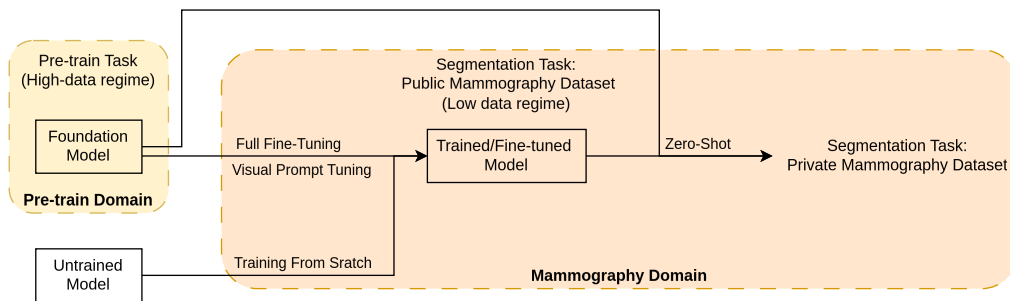 Pre-train Task
(High-data regime)
Foundation
Model
Pre-train Domain
Untrained
Model
Full Fine-Tuning
Visual Prompt Tuning
Training From Sratch
Segmentation Task:
Public Mammography Dataset
(Low data regime)
Trained/Fine-tuned
Model
Zero-Shot
Segmentation Task:
Private Mammography Dataset
Mammography Domain